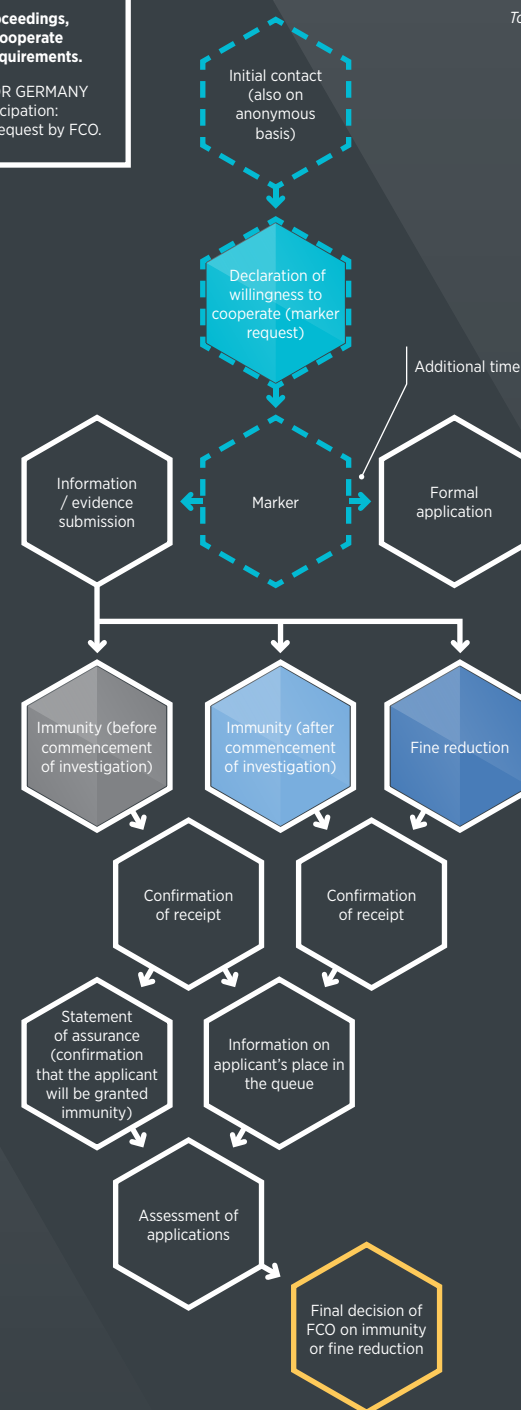 oceedings,
ooperate
quirements.
OR GERMANY
cipation:
equest by FCO.
To
Initial contact
(also on
anonymous
basis)
Declaration of
willingness to
cooperate (marker
request)
Additional time
Information
/ evidence
submission
Marker
Formal
application
Immunity (before
commencement
of investigation)
Immunity (after
commencement
of investigation)
Fine reduction
Confirmation
of receipt
Confirmation
of receipt
Statement
of assurance
(confirmation
that the applicant
will be granted
immunity)
Information on
applicant's place in
the queue
Assessment of
applications
Final decision of
FCO on immunity
or fine reduction